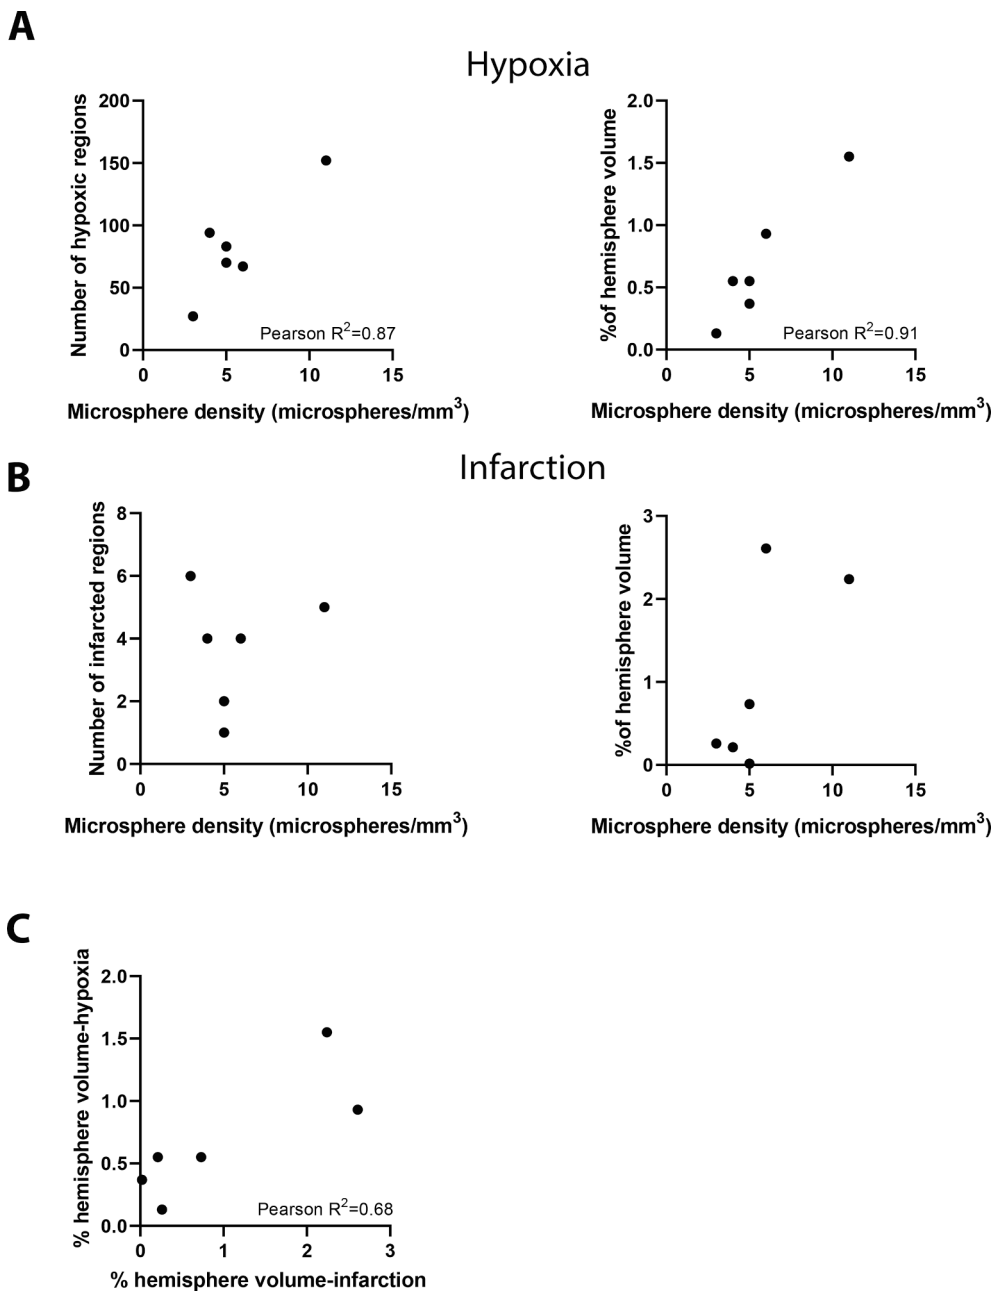 A
Hypoxia
Number of hypoxic regions
200
150
100
50
0
0 5 10 15
Pearson R²=0.87
Microsphere density (microspheres/mm³)
%of hemisphere volume
2.0
1.5
1.0
0.5
0.0
0 5 10 15
Pearson R²=0.91
Microsphere density (microspheres/mm³)
B
Infarction
Number of infarcted regions
8
6
4
2
0
0 5 10 15
Microsphere density (microspheres/mm³)
%of hemisphere volume
3
2
1
0
0 5 10 15
Microsphere density (microspheres/mm³)
C
% hemisphere volume-hypoxia
2.0
1.5
1.0
0.5
0.0
0 1 2 3
Pearson R²=0.68
% hemisphere volume-infarction